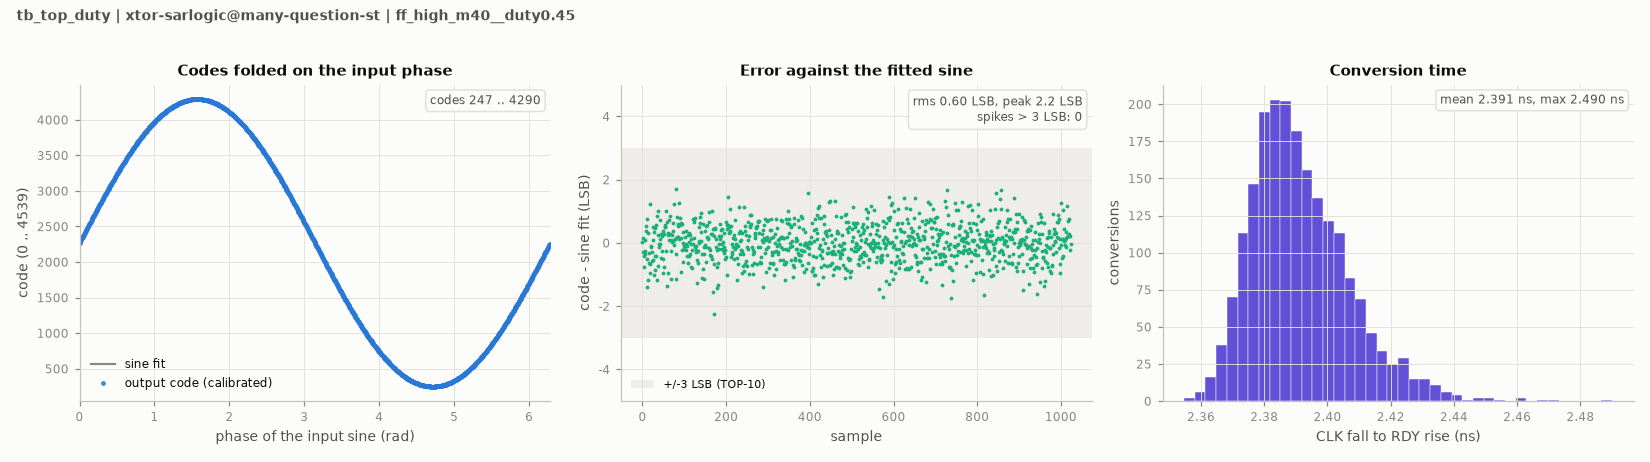 tb_top_duty | xtor-sarlogic@many-question-st | ff_high_m40__duty0.45
Codes folded on the input phase
codes 247 .. 4290
code (0 .. 4539)
4000
3500
3000
2500
2000
1500
1000
500
sine fit
output code (calibrated)
0 1 2 3 4 5 6
phase of the input sine (rad)
Error against the fitted sine
rms 0.60 LSB, peak 2.2 LSB
spikes > 3 LSB: 0
code - sine fit (LSB)
4
2
0
-2
-4
+/-3 LSB (TOP-10)
0 200 400 600 800 1000
sample
Conversion time
mean 2.391 ns, max 2.490 ns
conversions
200
175
150
125
100
75
50
25
0
2.36 2.38 2.40 2.42 2.44 2.46 2.48
CLK fall to RDY rise (ns)